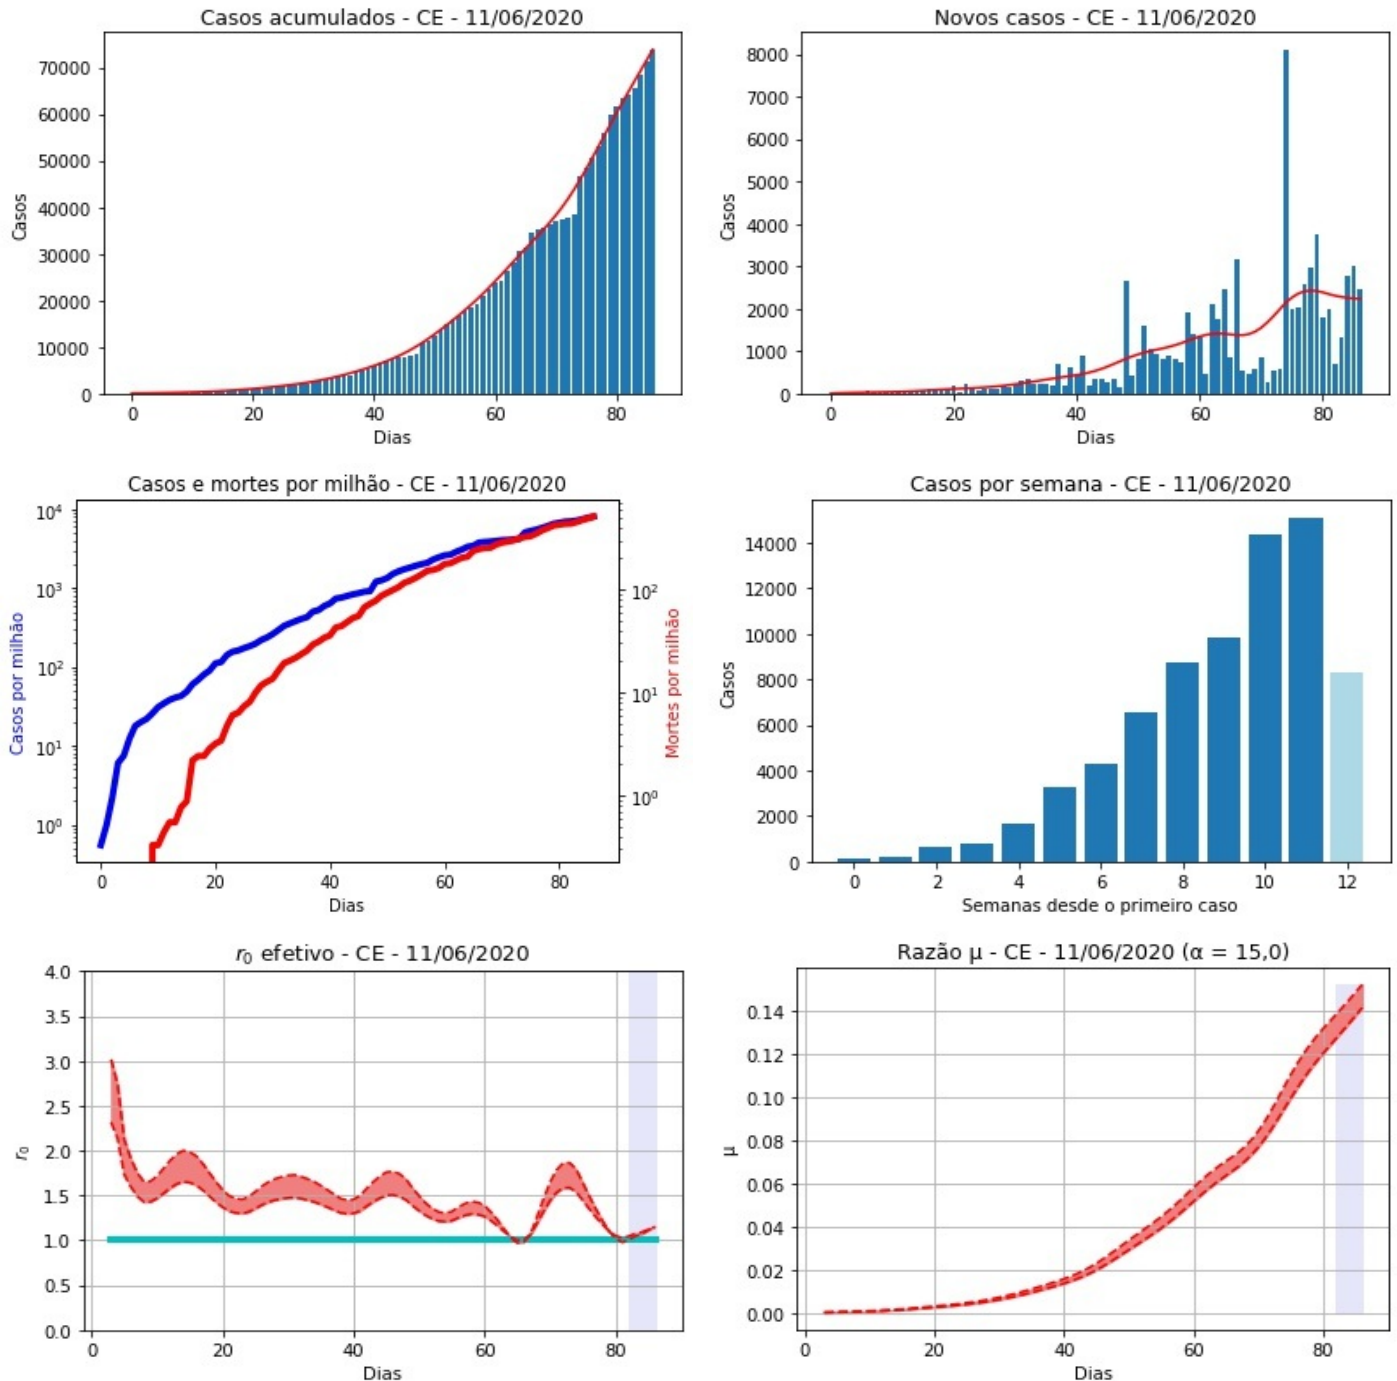 Casos acumulados - CE - 11/06/2020
Casos
70000
60000
50000
40000
30000
20000
10000
0
0 20 40 60 80
Dias
Novos casos - CE - 11/06/2020
Casos
8000
7000
6000
5000
4000
3000
2000
1000
0
0 20 40 60 80
Dias
Casos e mortes por milhão - CE - 11/06/2020
Casos por milhão
10⁴
10³
10²
10¹
10⁰
10²
10¹
10⁰
Mortes por milhão
0 20 40 60 80
Dias
Casos por semana - CE - 11/06/2020
Casos
14000
12000
10000
8000
6000
4000
2000
0
0 2 4 6 8 10 12
Semanas desde o primeiro caso
r₀ efetivo - CE - 11/06/2020
r₀
4.0
3.5
3.0
2.5
2.0
1.5
1.0
0.5
0.0
0 20 40 60 80
Dias
Razão μ - CE - 11/06/2020 (α = 15,0)
μ
0.14
0.12
0.10
0.08
0.06
0.04
0.02
0.00
0 20 40 60 80
Dias